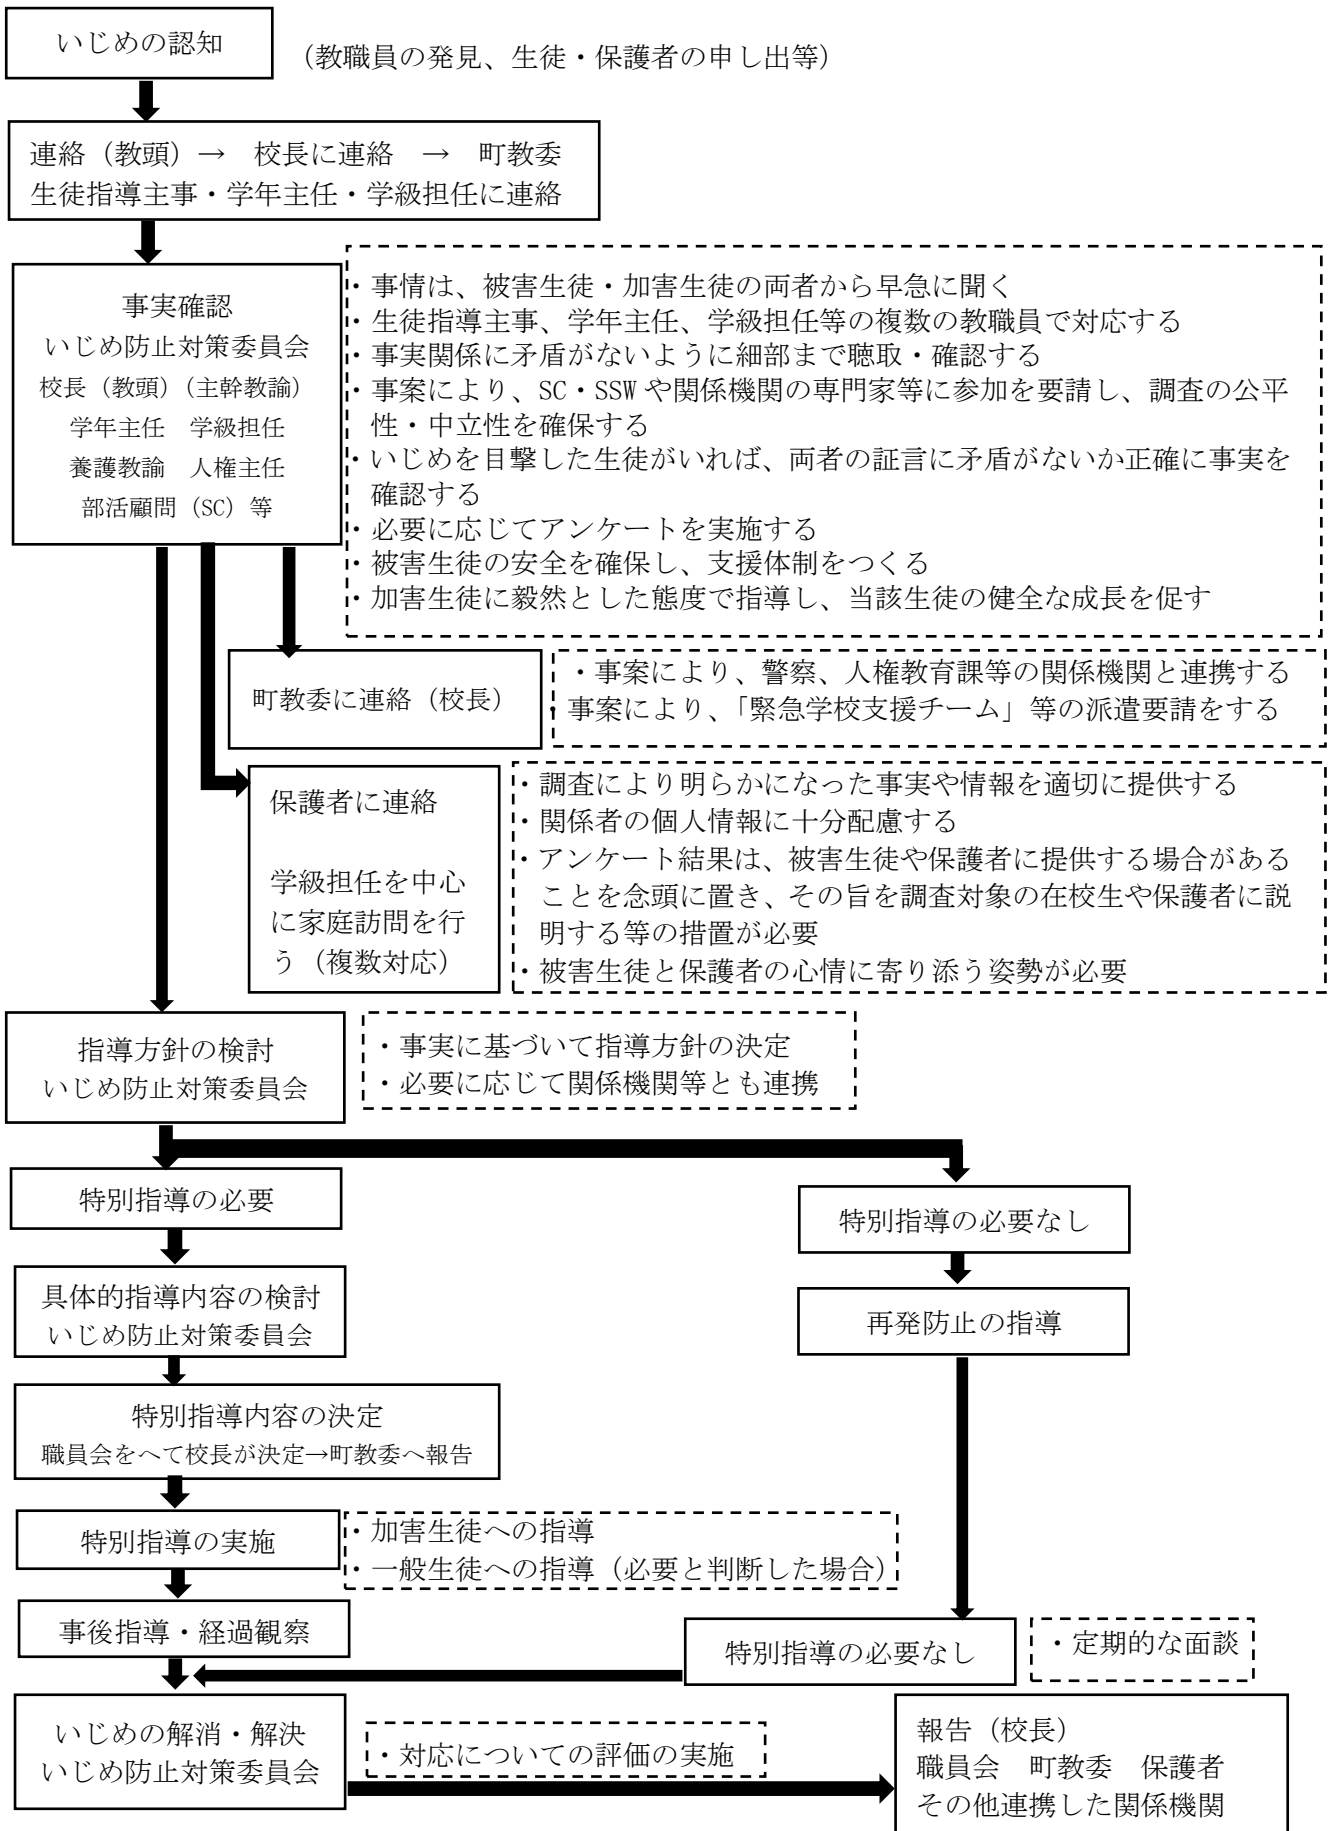 いじめの認知
（教職員の発見、生徒・保護者の申し出等）
連絡（教頭）→　校長に連絡　→　町教委
生徒指導主事・学年主任・学級担任に連絡
事実確認
いじめ防止対策委員会
校長（教頭）（主幹教諭）
学年主任　学級担任
養護教諭　人権主任
部活顧問（SC）等
・事情は、被害生徒・加害生徒の両者から早急に聞く
・生徒指導主事、学年主任、学級担任等の複数の教職員で対応する
・事実関係に矛盾がないように細部まで聴取・確認する
・事案により、SC・SSW や関係機関の専門家等に参加を要請し、調査の公平
性・中立性を確保する
・いじめを目撃した生徒がいれば、両者の証言に矛盾がないか正確に事実を
確認する
・必要に応じてアンケートを実施する
・被害生徒の安全を確保し、支援体制をつくる
・加害生徒に毅然とした態度で指導し、当該生徒の健全な成長を促す
町教委に連絡（校長）
・事案により、警察、人権教育課等の関係機関と連携する
・事案により、「緊急学校支援チーム」等の派遣要請をする
保護者に連絡
学級担任を中心
に家庭訪問を行
う（複数対応）
・調査により明らかになった事実や情報を適切に提供する
・関係者の個人情報に十分配慮する
・アンケート結果は、被害生徒や保護者に提供する場合がある
ことを念頭に置き、その旨を調査対象の在校生や保護者に説
明する等の措置が必要
・被害生徒と保護者の心情に寄り添う姿勢が必要
指導方針の検討
いじめ防止対策委員会
・事実に基づいて指導方針の決定
・必要に応じて関係機関等とも連携
特別指導の必要
特別指導の必要なし
具体的指導内容の検討
いじめ防止対策委員会
再発防止の指導
特別指導内容の決定
職員会をへて校長が決定→町教委へ報告
特別指導の実施
・加害生徒への指導
・一般生徒への指導（必要と判断した場合）
事後指導・経過観察
特別指導の必要なし
・定期的な面談
いじめの解消・解決
いじめ防止対策委員会
・対応についての評価の実施
報告（校長）
職員会　町教委　保護者
その他連携した関係機関